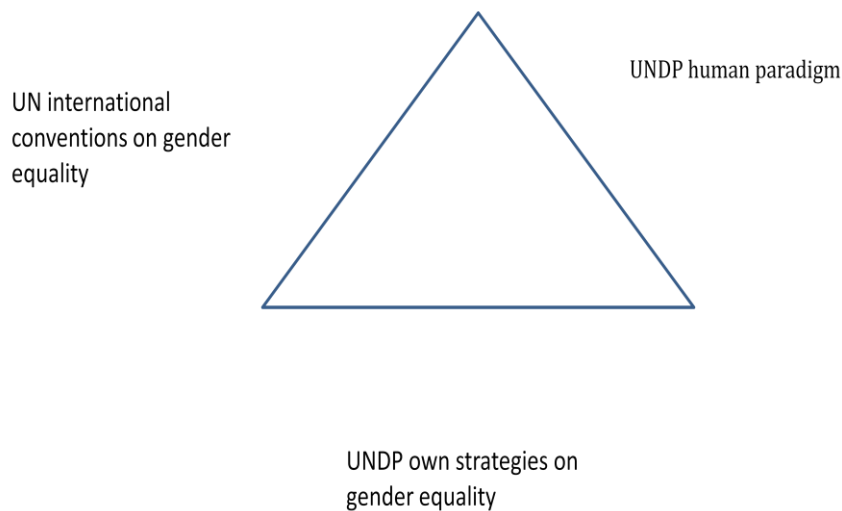 UNDP human paradigm
UN international
conventions on gender
equality
UNDP own strategies on
gender equality